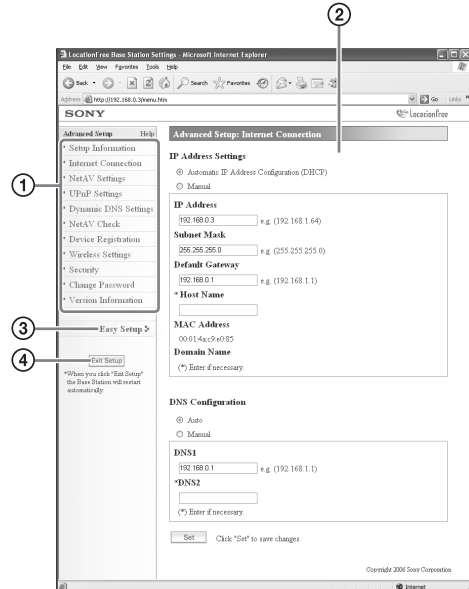 ②
LocationFree Base Station Settings - Microsoft Internet Explorer
File Edit View Favorites Tools Help
Back Search Favorites
Address http://192.168.0.3/menu.htm Go Links »
SONY LocationFree
Advanced Setup Help
①
Setup Information
Internet Connection
NetAV Settings
UPnP Settings
Dynamic DNS Settings
NetAV Check
Device Registration
Wireless Settings
Security
Change Password
Version Information
③
Easy Setup
④
Exit Setup
*When you click "Exit Setup"
the Base Station will restart
automatically.
Advanced Setup: Internet Connection
IP Address Settings
Automatic IP Address Configuration (DHCP)
Manual
IP Address
192.168.0.3 e.g. (192.168.1.64)
Subnet Mask
255.255.255.0 e.g. (255.255.255.0)
Default Gateway
192.168.0.1 e.g. (192.168.1.1)
* Host Name
MAC Address
00:01:4a:c9:e0:85
Domain Name
(*) Enter if necessary.
DNS Configuration
Auto
Manual
DNS1
192.168.0.1 e.g. (192.168.1.1)
*DNS2
(*) Enter if necessary.
Set Click "Set" to save changes.
Copyright 2006 Sony Corporation
Internet